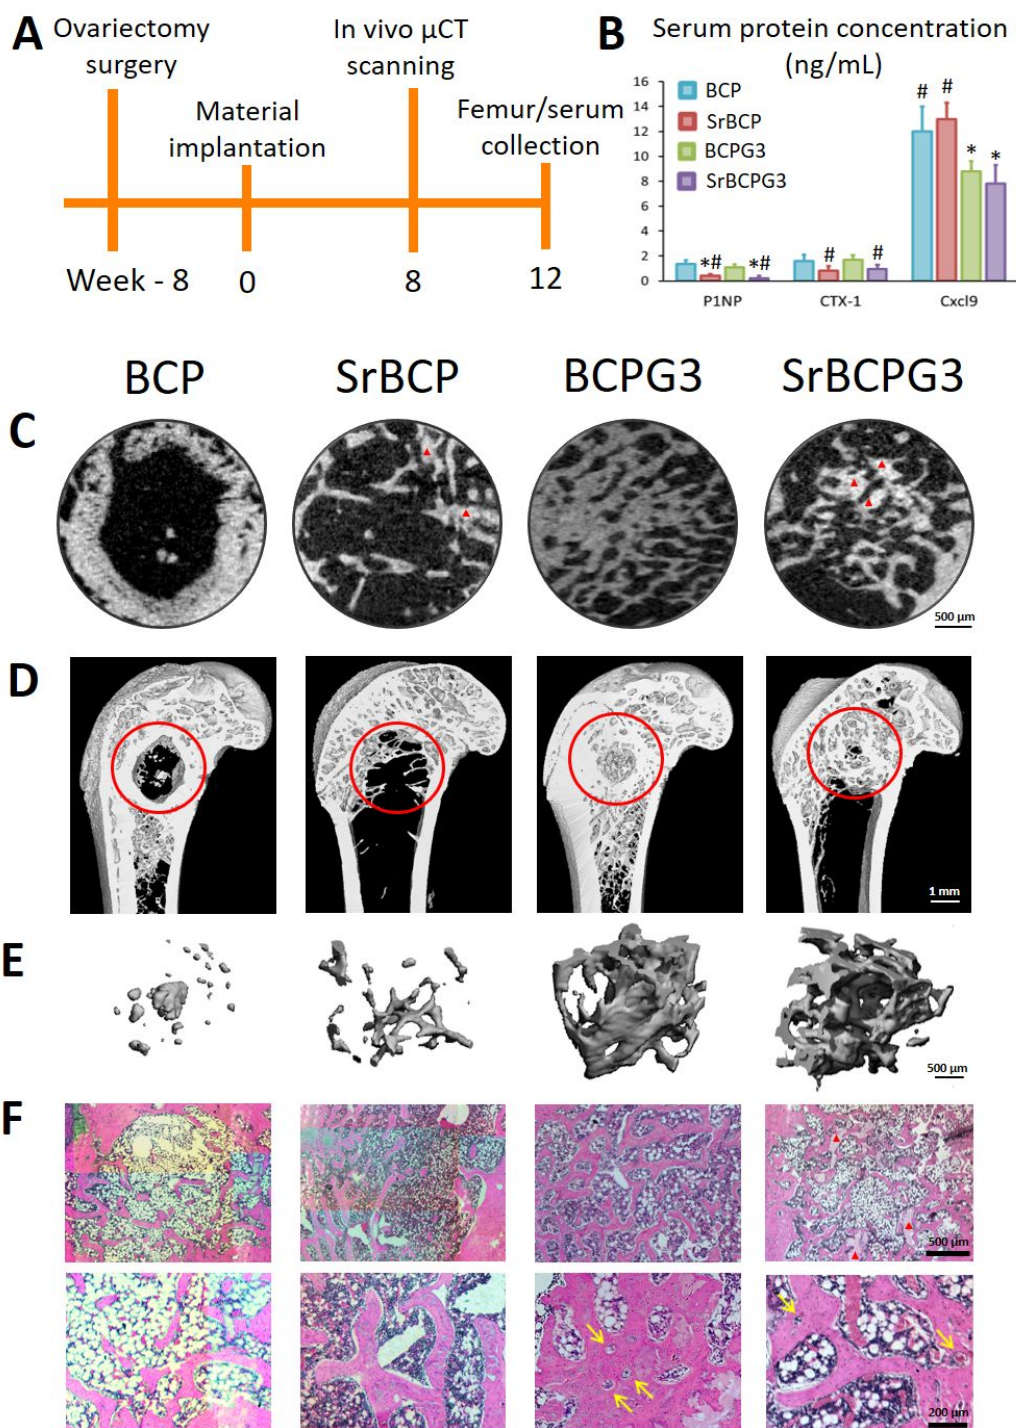 A
Ovariectomy
surgery
In vivo µCT
scanning
Material
implantation
Femur/serum
collection
Week - 8
0
8
12
B
Serum protein concentration
(ng/mL)
16
14
12
10
8
6
4
2
0
BCP
SrBCP
BCPG3
SrBCPG3
*#
*#
#
#
#
#
*
*
P1NP
CTX-1
Cxcl9
BCP
SrBCP
BCPG3
SrBCPG3
C
500 µm
D
1 mm
E
500 µm
F
500 µm
200 µm